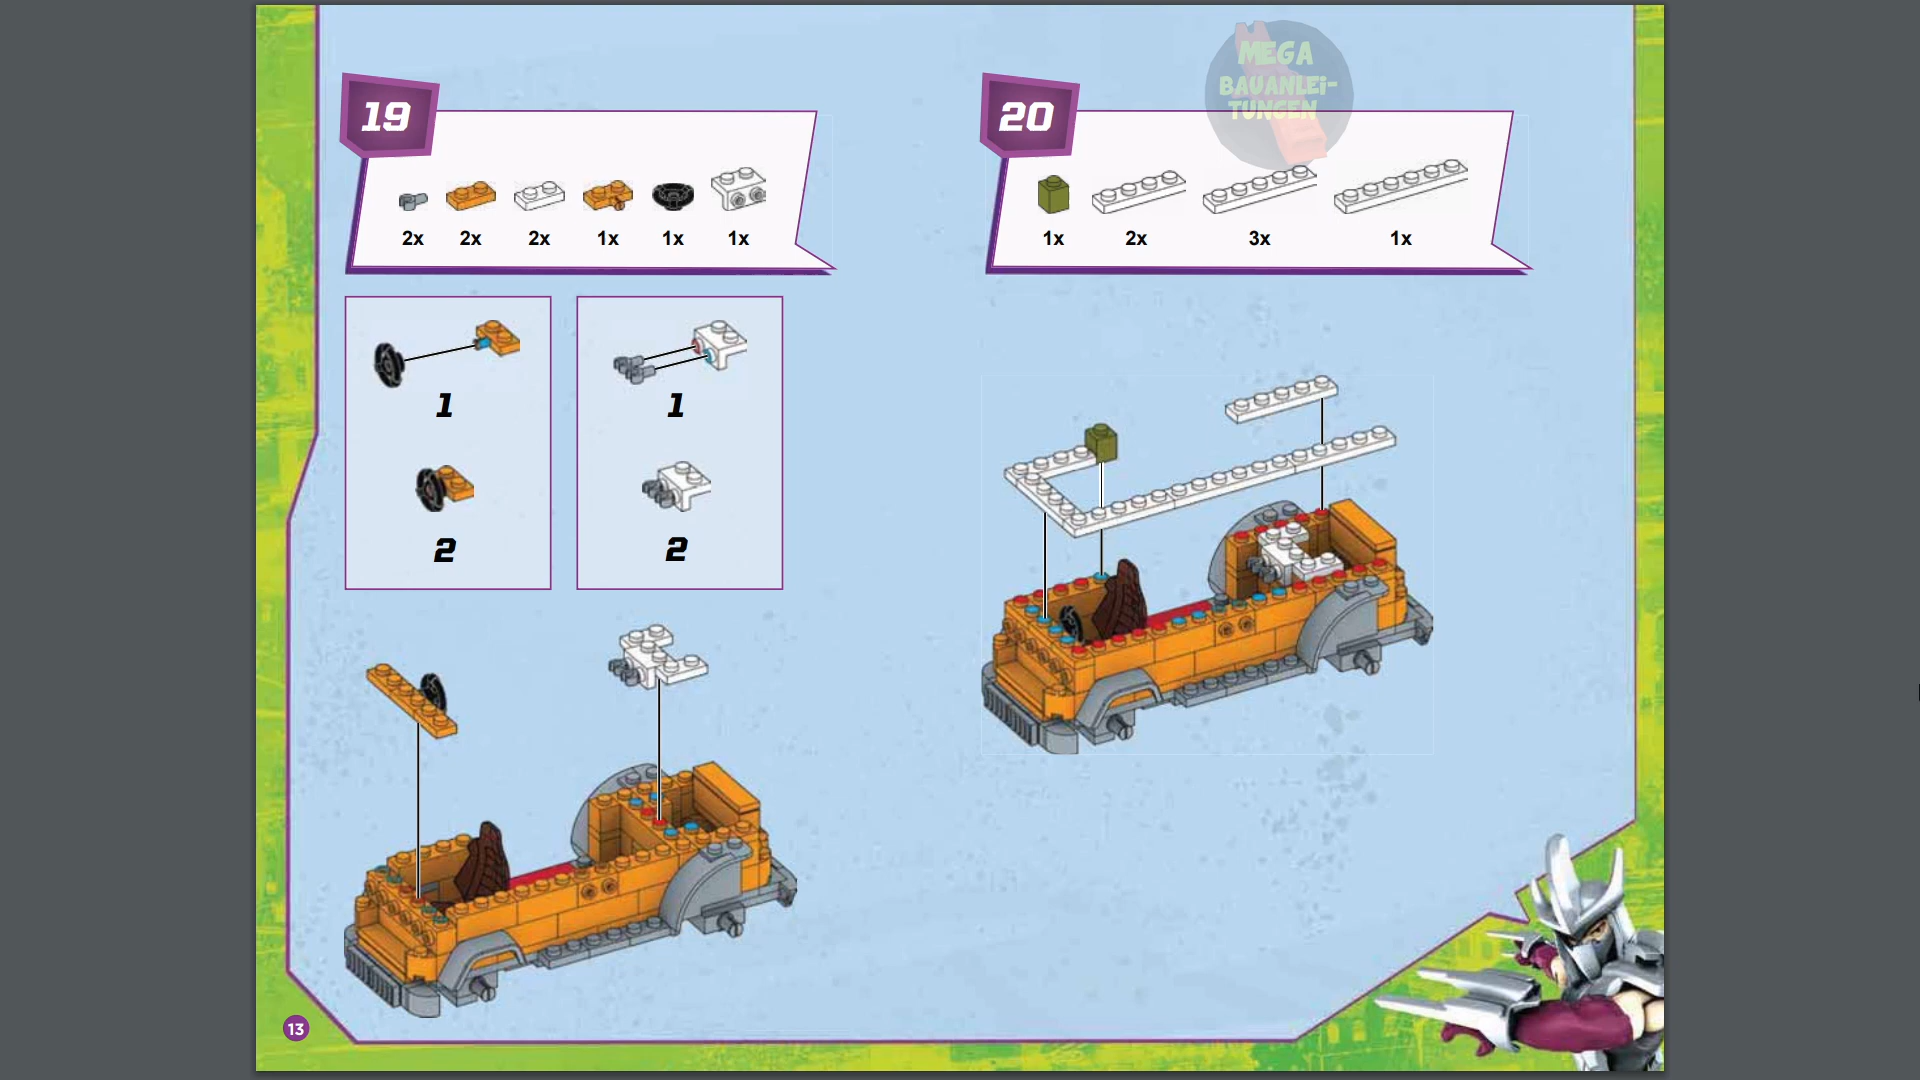 19
2x 2x 2x 1x 1x 1x
1
2
1
2
20
MEGA
BAUANLEi-
TUNGEN
1x 2x 3x 1x
13